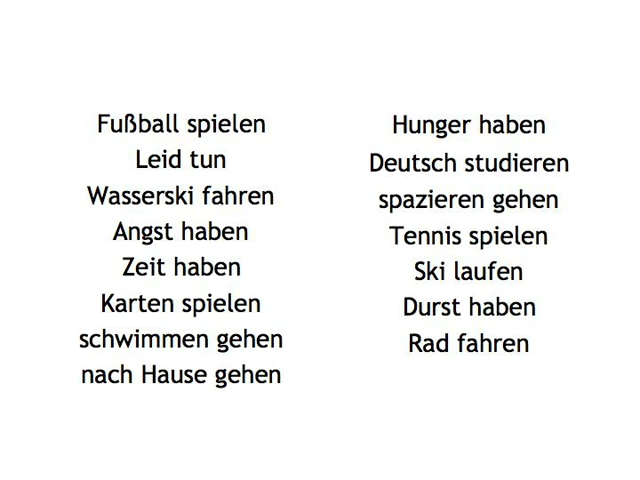 Fußball spielen
Leid tun
Wasserski fahren
Angst haben
Zeit haben
Karten spielen
schwimmen gehen
nach Hause gehen
Hunger haben
Deutsch studieren
spazieren gehen
Tennis spielen
Ski laufen
Durst haben
Rad fahren